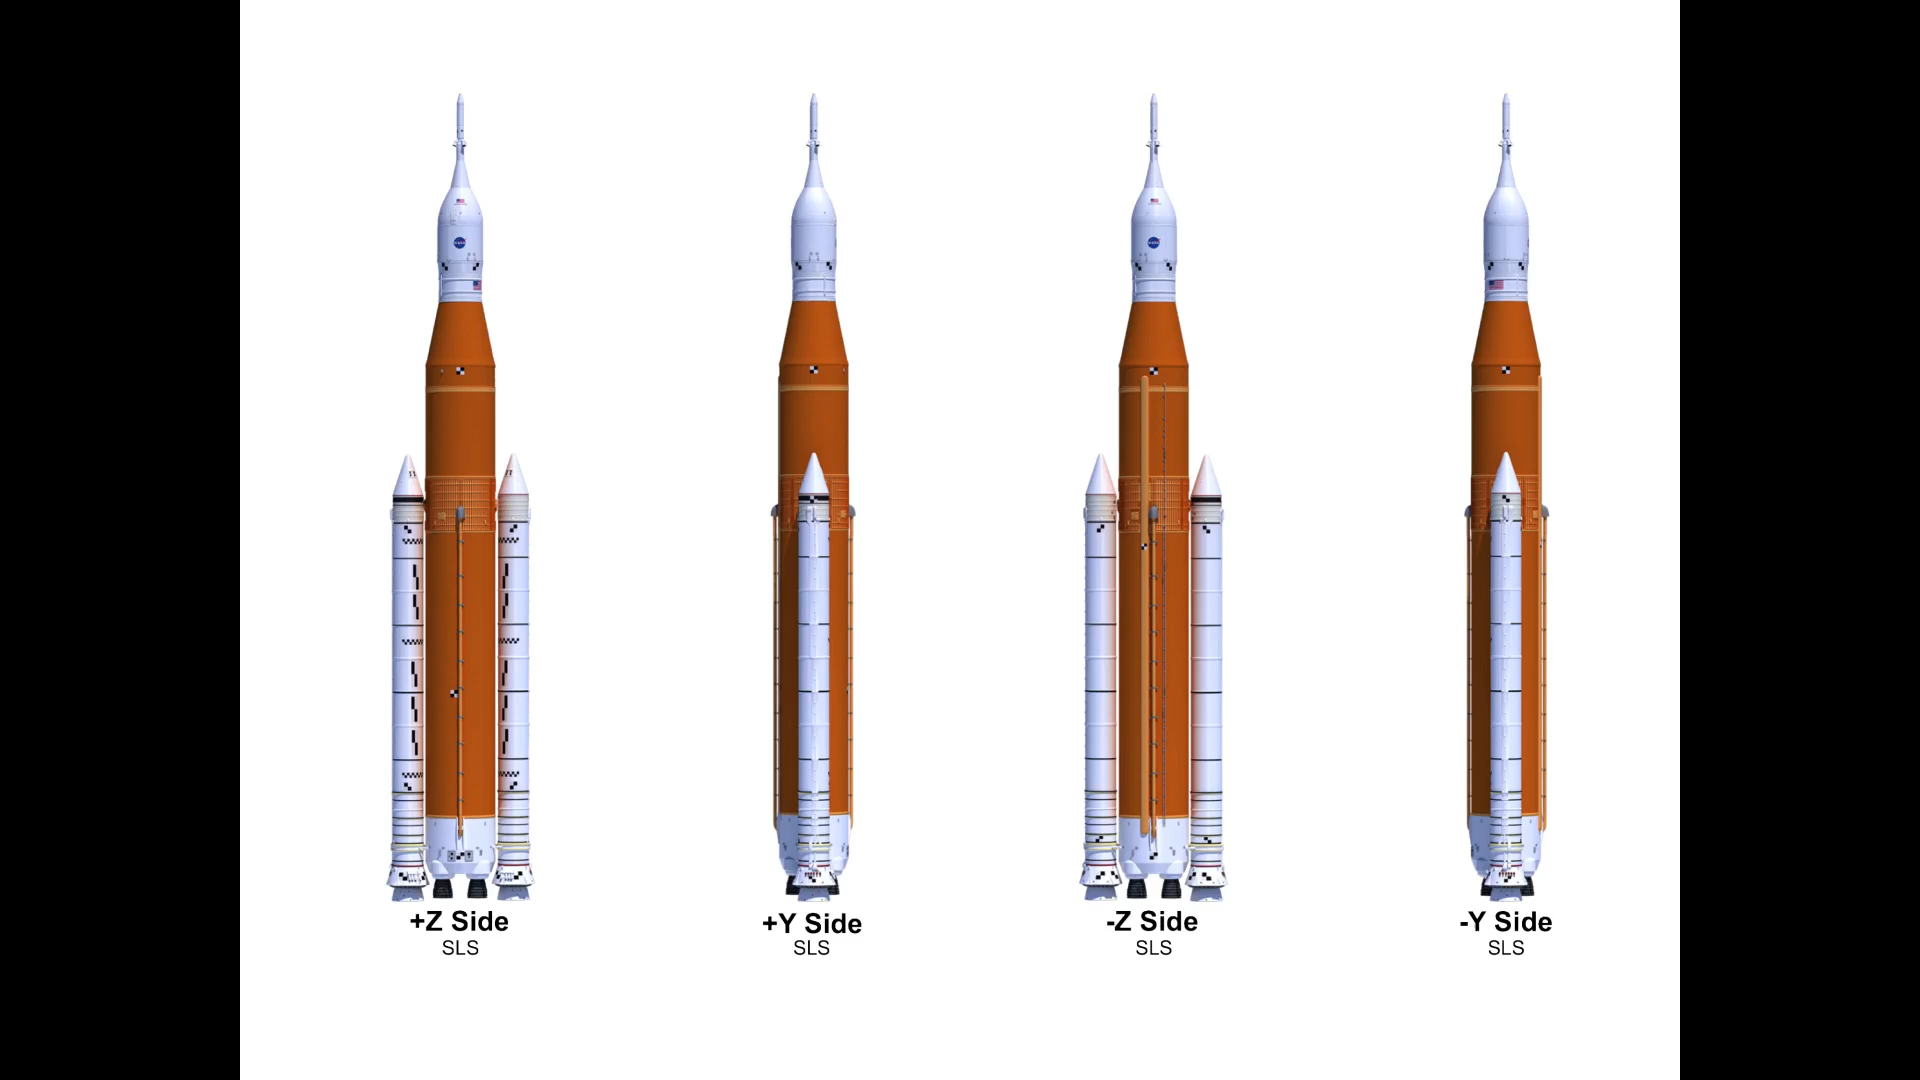 +Z Side
SLS
+Y Side
SLS
-Z Side
SLS
-Y Side
SLS